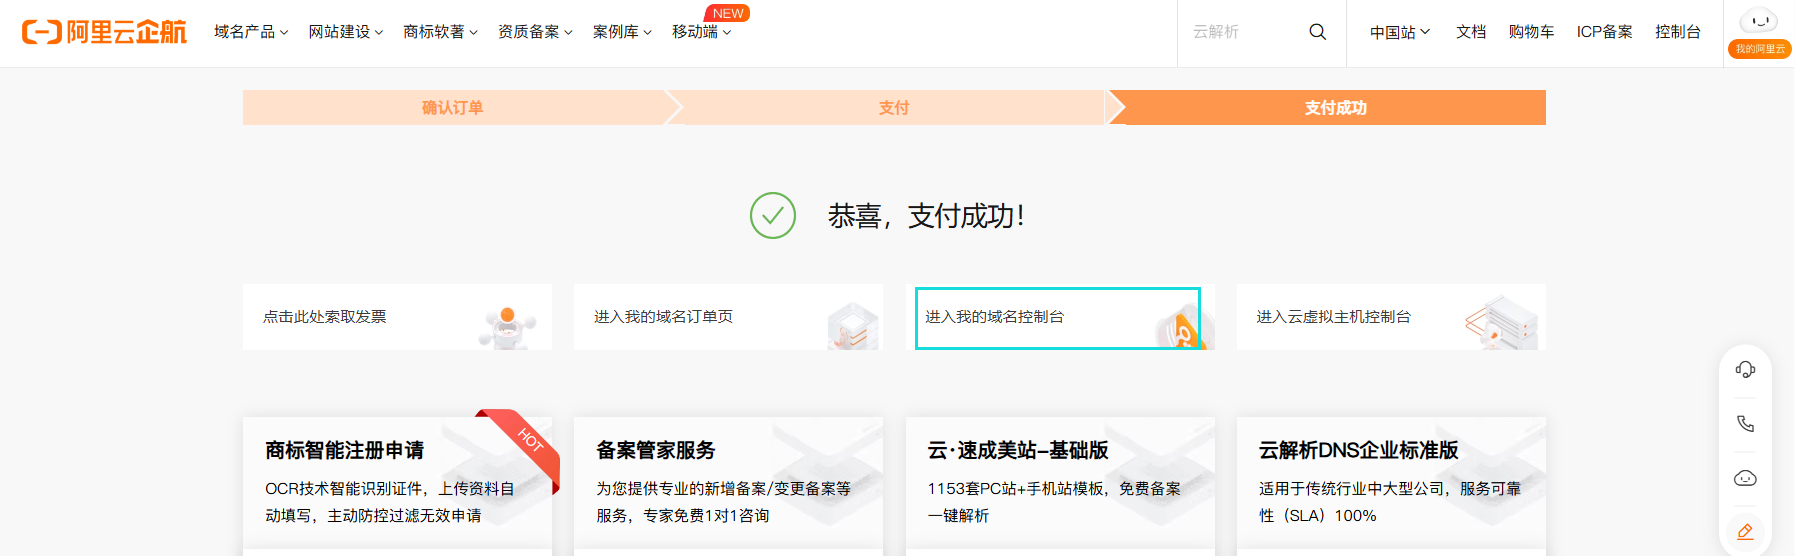 阿里云企航
域名产品
网站建设
商标软著
资质备案
案例库
移动端
NEW
云解析
中国站
文档
购物车
ICP备案
控制台
我的阿里云
确认订单
支付
支付成功
恭喜，支付成功！
点击此处索取发票
进入我的域名订单页
进入我的域名控制台
进入云虚拟主机控制台
商标智能注册申请
HOT
OCR技术智能识别证件，上传资料自
动填写，主动防控过滤无效申请
备案管家服务
为您提供专业的新增备案/变更备案等
服务，专家免费1对1咨询
云·速成美站-基础版
1153套PC站+手机站模板，免费备案
一键解析
云解析DNS企业标准版
适用于传统行业中大型公司，服务可靠
性（SLA）100%